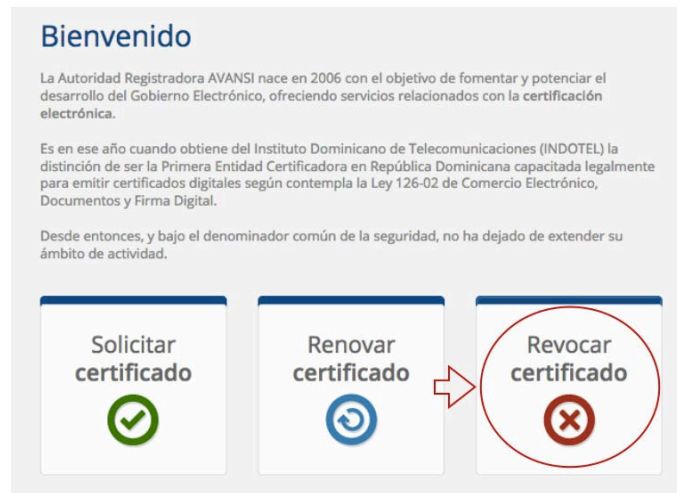 Bienvenido
La Autoridad Registradora AVANSI nace en 2006 con el objetivo de fomentar y potenciar el
desarrollo del Gobierno Electrónico, ofreciendo servicios relacionados con la certificación
electrónica.
Es en ese año cuando obtiene del Instituto Dominicano de Telecomunicaciones (INDOTEL) la
distinción de ser la Primera Entidad Certificadora en República Dominicana capacitada legalmente
para emitir certificados digitales según contempla la Ley 126-02 de Comercio Electrónico,
Documentos y Firma Digital.
Desde entonces, y bajo el denominador común de la seguridad, no ha dejado de extender su
ámbito de actividad.
Solicitar
certificado
Renovar
certificado
Revocar
certificado